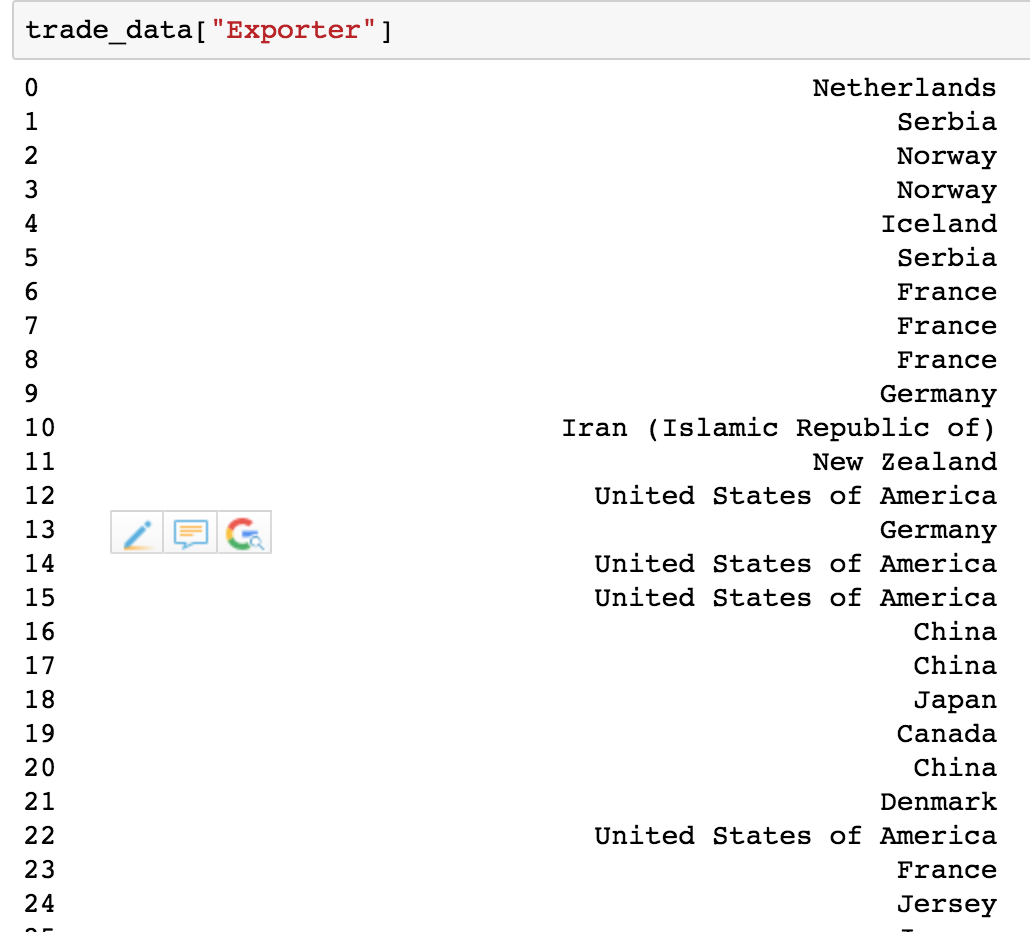 trade_data["Exporter"]
0 Netherlands
1 Serbia
2 Norway
3 Norway
4 Iceland
5 Serbia
6 France
7 France
8 France
9 Germany
10 Iran (Islamic Republic of)
11 New Zealand
12 United States of America
13 Germany
14 United States of America
15 United States of America
16 China
17 China
18 Japan
19 Canada
20 China
21 Denmark
22 United States of America
23 France
24 Jersey